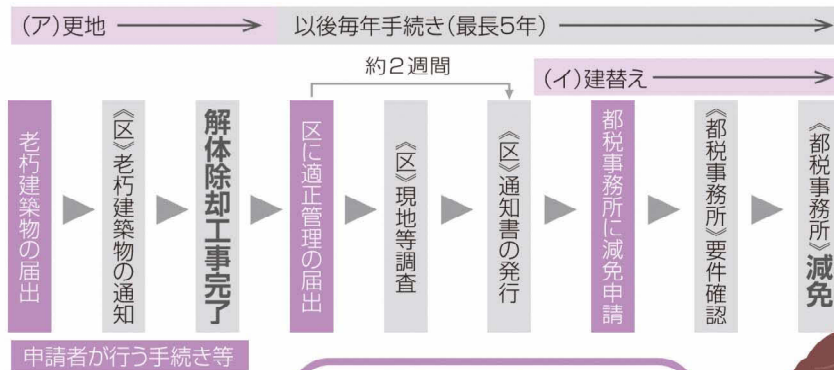 (ア)更地
以後毎年手続き(最長5年)
約2週間
(イ)建替え
老朽建築物の届出
《区》老朽建築物の通知
解体除却工事完了
区に適正管理の届出
《区》現地等調査
《区》通知書の発行
都税事務所に減免申請
《都税事務所》要件確認
《都税事務所》減免
申請者が行う手続き等